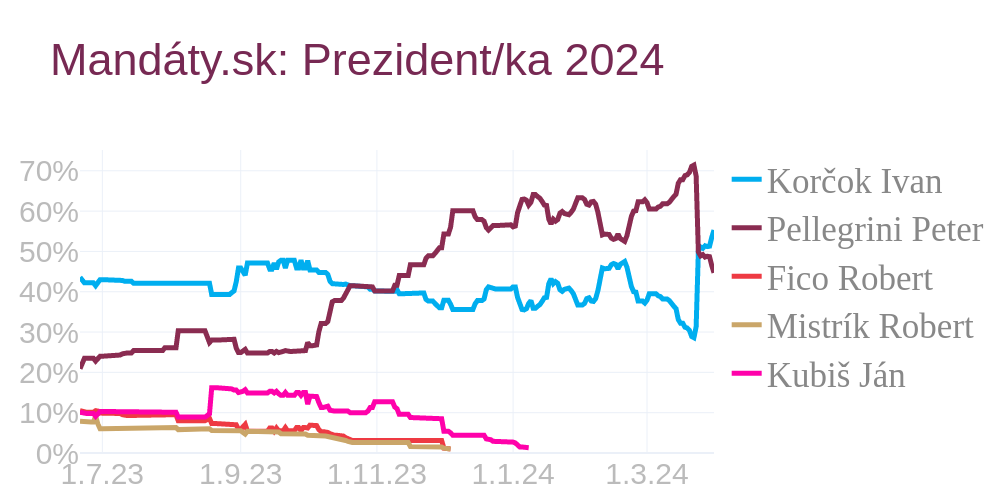 Mandáty.sk: Prezident/ka 2024
70%
60%
50%
40%
30%
20%
10%
0%
1.7.23 1.9.23 1.11.23 1.1.24 1.3.24
Korčok Ivan
Pellegrini Peter
Fico Robert
Mistrík Robert
Kubiš Ján